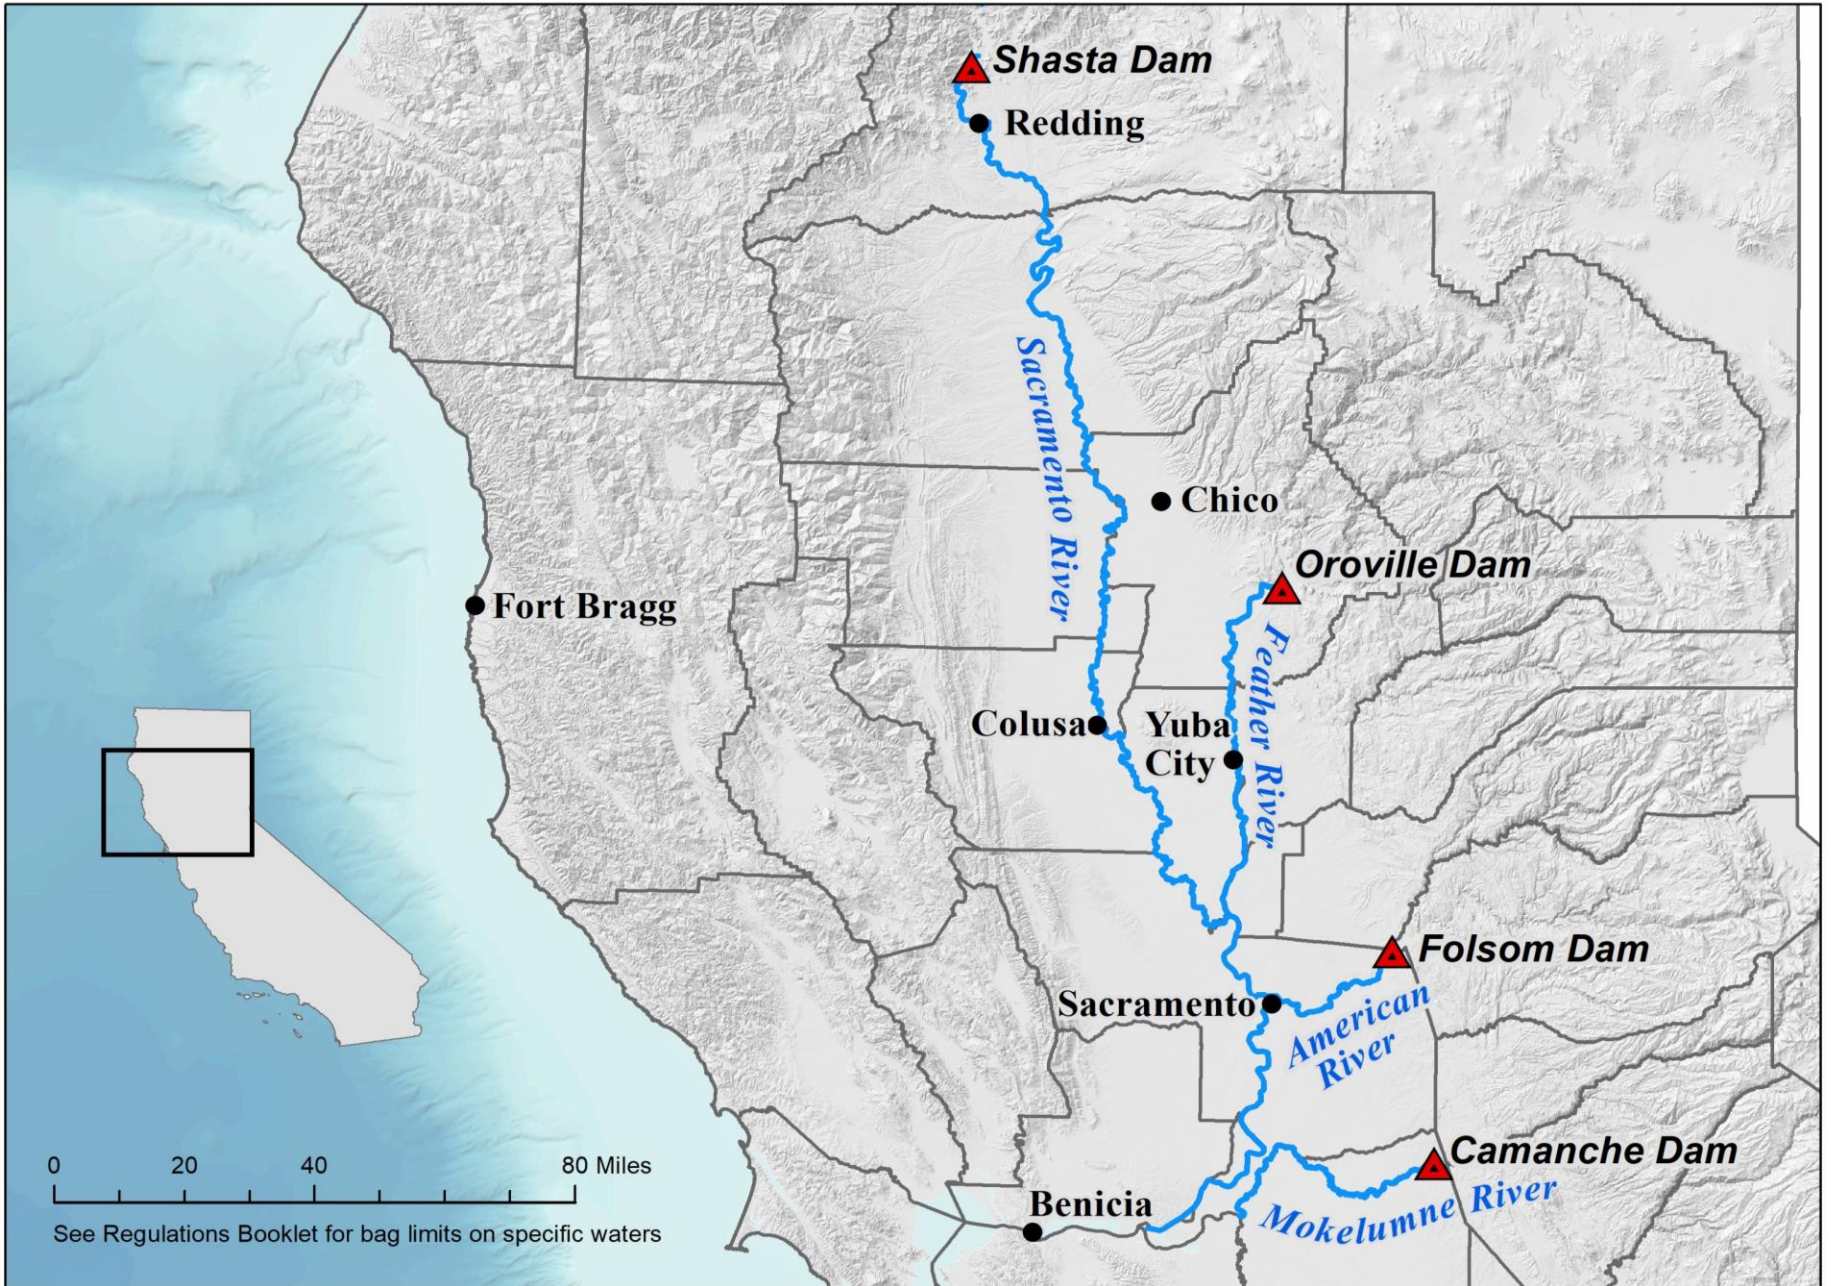 Shasta Dam
Redding
Sacramento River
Chico
Oroville Dam
Fort Bragg
Feather River
Colusa
Yuba
City
Folsom Dam
Sacramento
American
River
Camanche Dam
Benicia
Mokelumne River
0 20 40 80 Miles
See Regulations Booklet for bag limits on specific waters